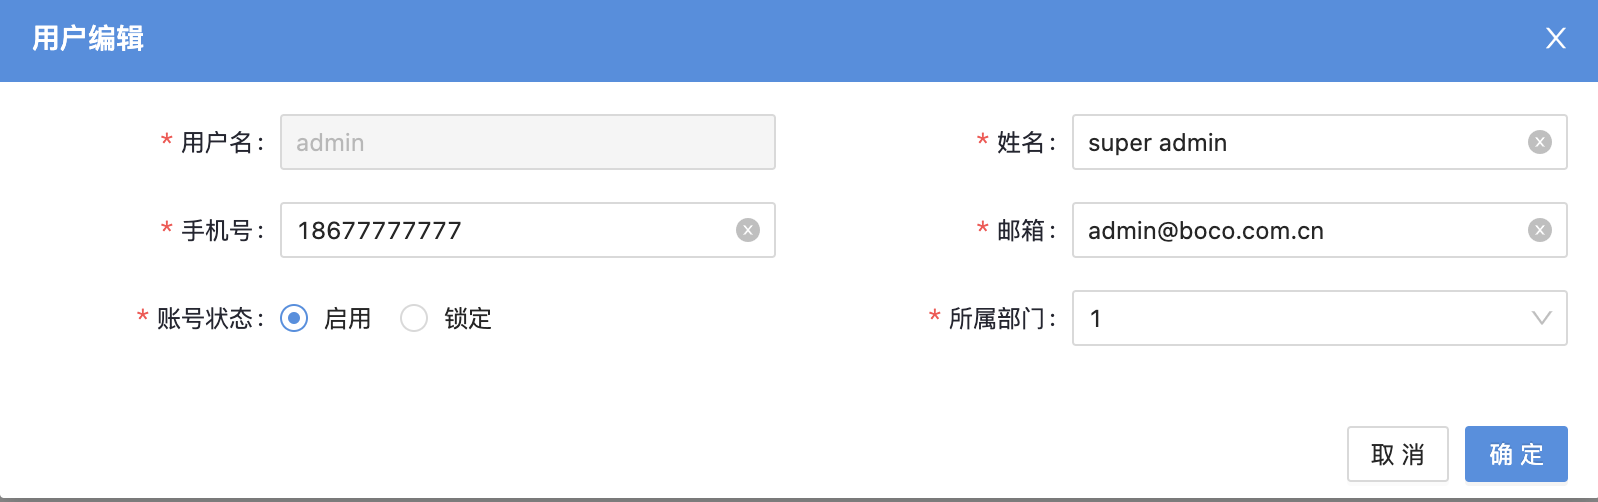 用户编辑
* 用户名: admin
* 姓名: super admin
* 手机号: 18677777777
* 邮箱: admin@boco.com.cn
* 账号状态: 启用 锁定
* 所属部门: 1
取 消 确 定